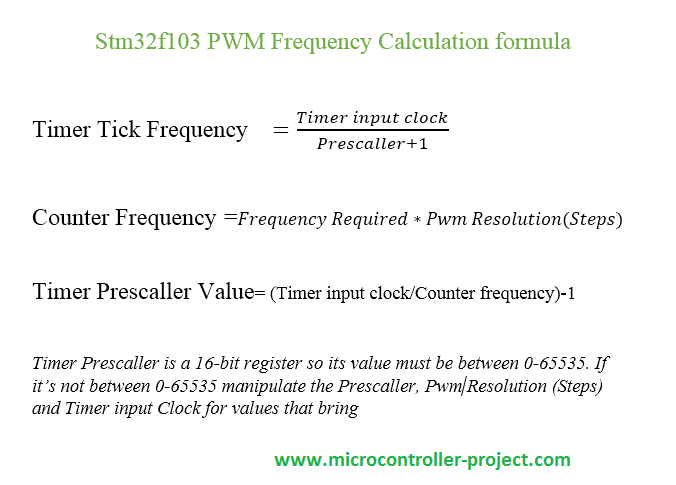 Stm32f103 PWM Frequency Calculation formula
Timer Tick Frequency = Timer input clock
Prescaller+1
Counter Frequency =Frequency Required * Pwm Resolution(Steps)
Timer Prescaller Value= (Timer input clock/Counter frequency)-1
Timer Prescaller is a 16-bit register so its value must be between 0-65535. If
it's not between 0-65535 manipulate the Prescaller, Pwm Resolution (Steps)
and Timer input Clock for values that bring
www.microcontroller-project.com